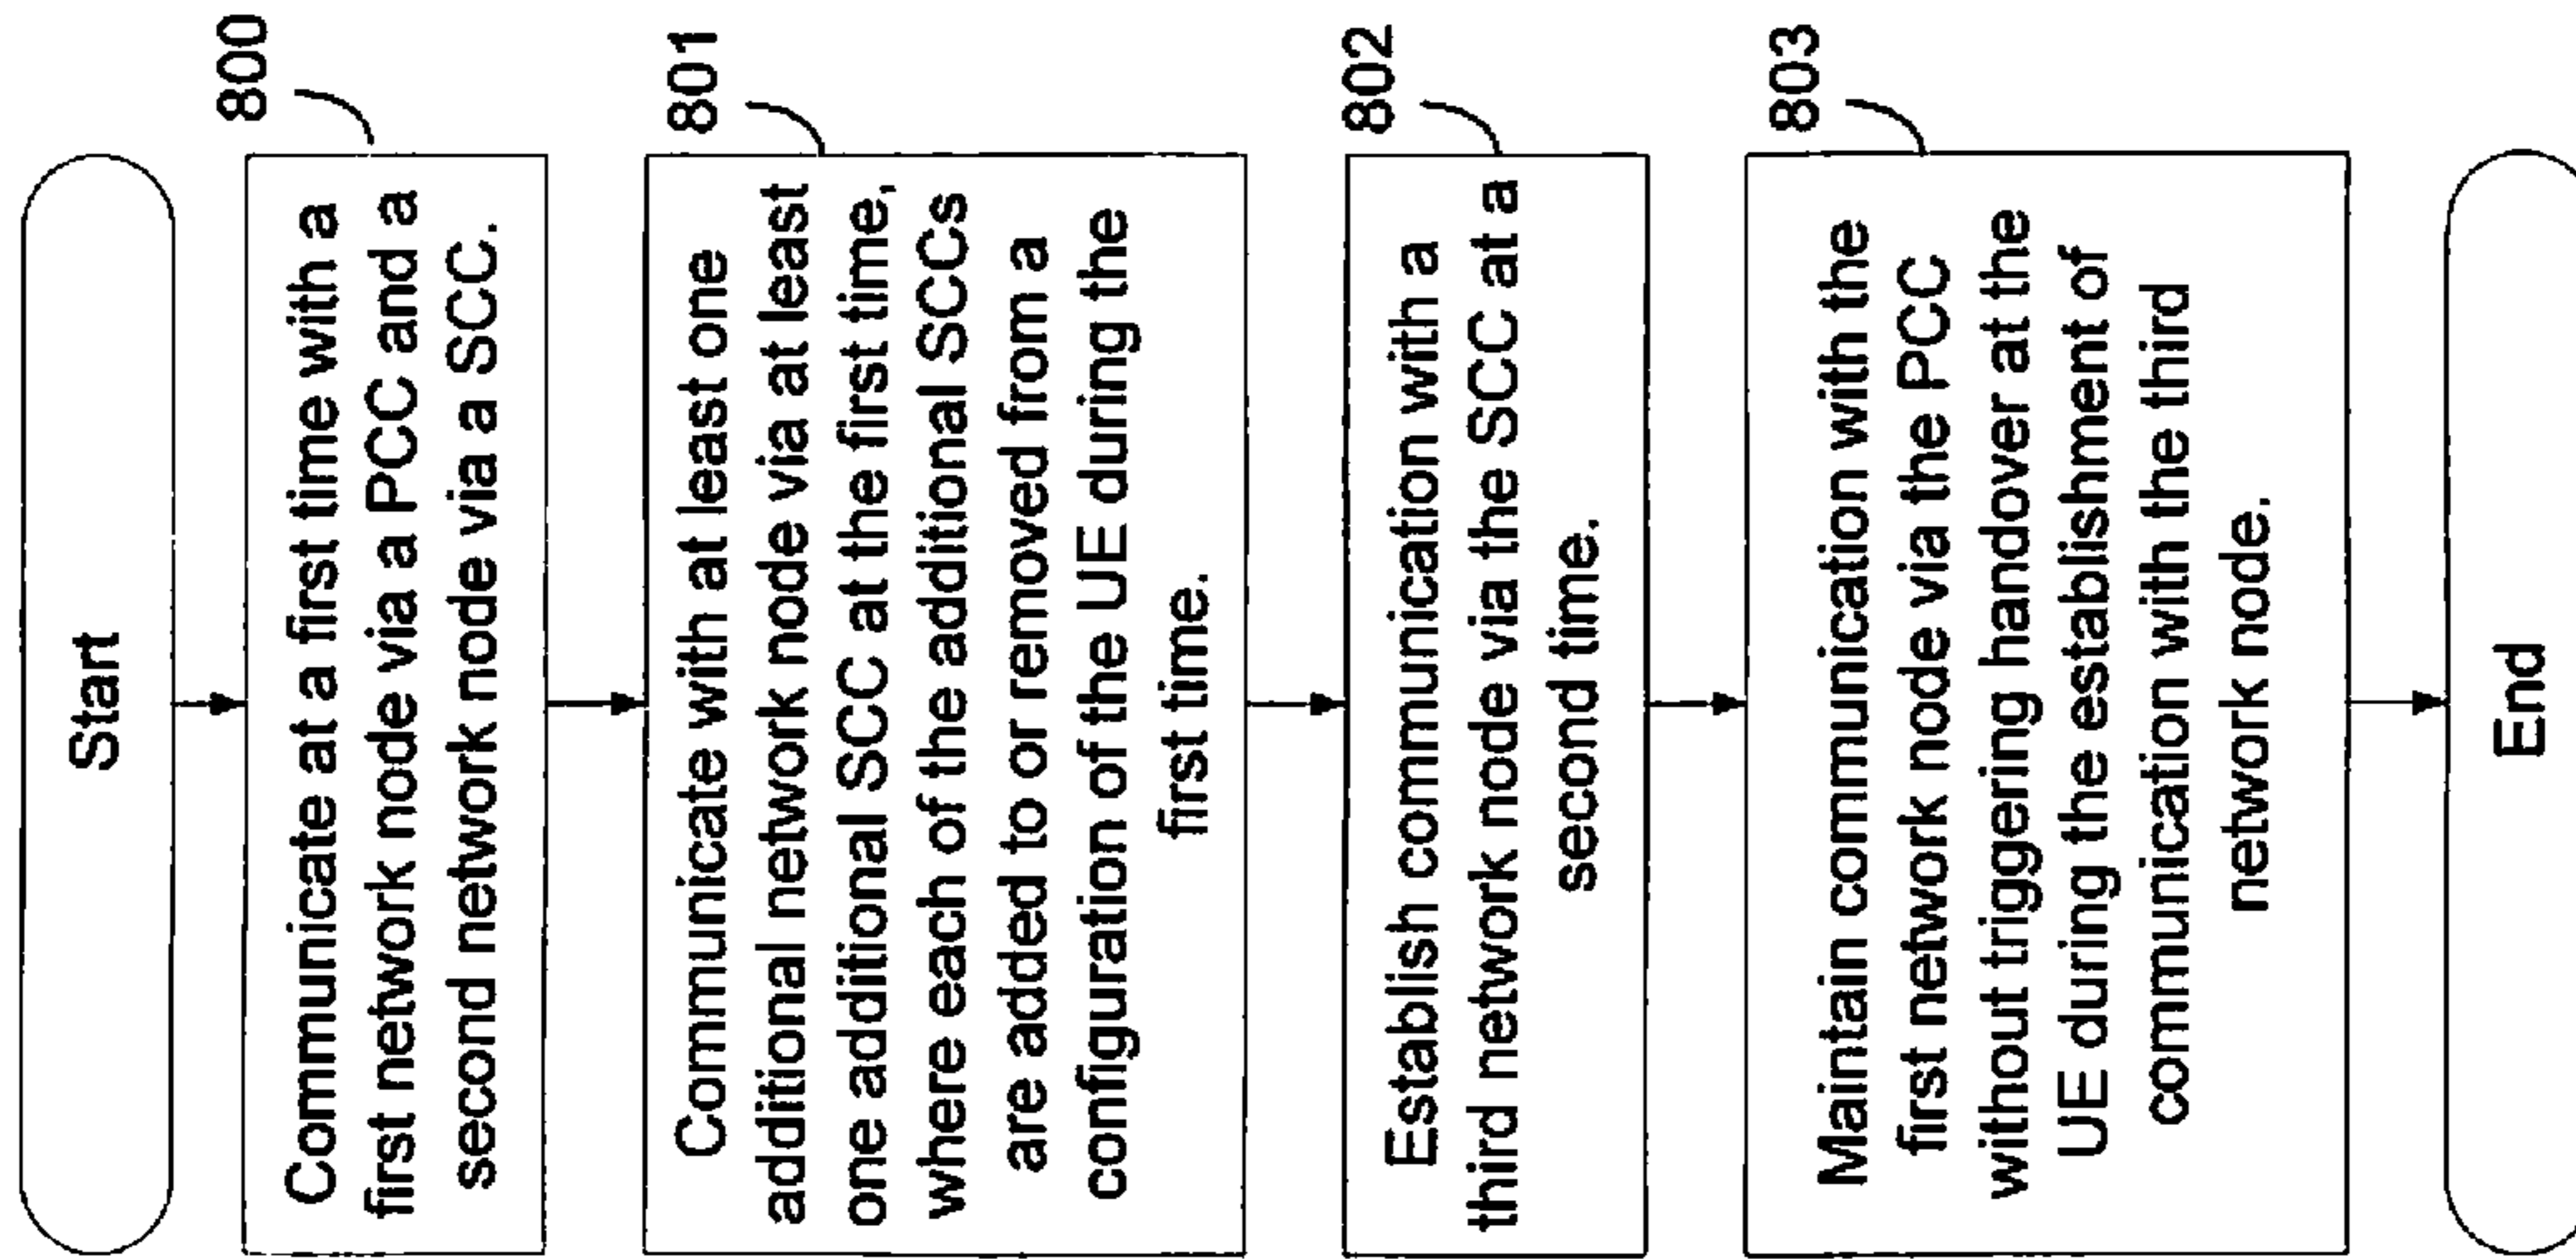 Start
800
Communicate at a first time with a
first network node via a PCC and a
second network node via a SCC.
801
Communicate with at least one
additional network node via at least
one additional SCC at the first time,
where each of the additional SCCs
are added to or removed from a
configuration of the UE during the
first time.
802
Establish communication with a
third network node via the SCC at a
second time.
803
Maintain communication with the
first network node via the PCC
without triggering handover at the
UE during the establishment of
communication with the third
network node.
End